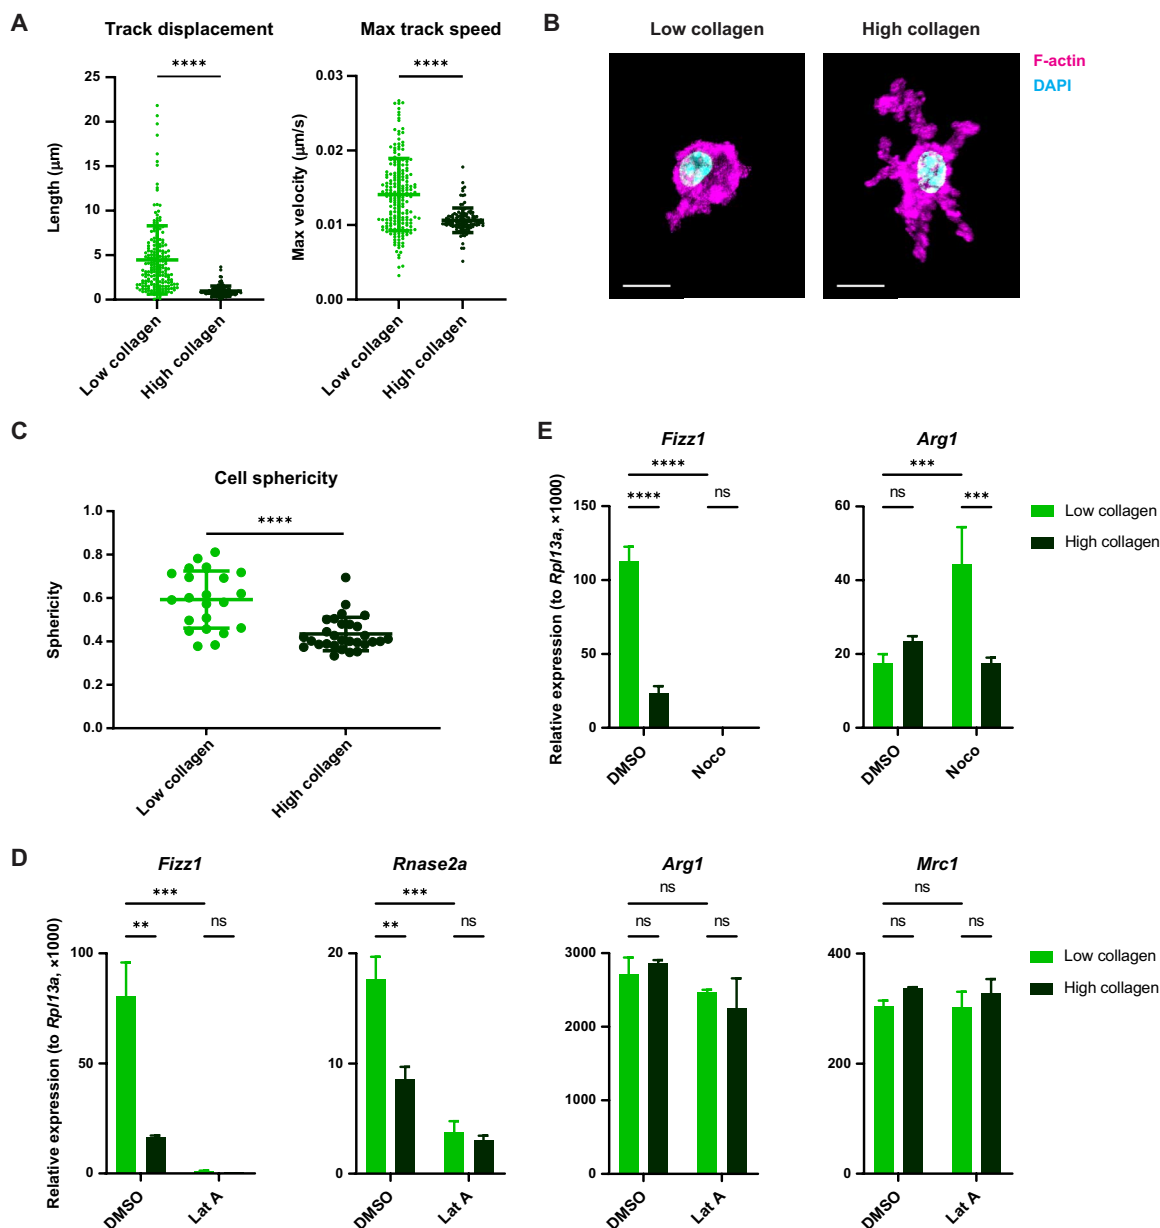 A
Track displacement
****
Length (μm)
25
20
15
10
5
0
Low collagen
High collagen
Max track speed
****
Max velocity (μm/s)
0.03
0.02
0.01
0.00
Low collagen
High collagen
B
Low collagen
High collagen
F-actin
DAPI
C
Cell sphericity
****
Sphericity
1.0
0.8
0.6
0.4
0.2
0.0
Low collagen
High collagen
E
Fizz1
****
****
ns
Relative expression (to Rpl13a, ×1000)
150
100
50
0
DMSO
Noco
Arg1
***
ns
***
60
40
20
0
DMSO
Noco
Low collagen
High collagen
D
Fizz1
***
**
ns
Relative expression (to Rpl13a, ×1000)
100
50
0
DMSO
Lat A
Rnase2a
***
**
ns
20
10
0
DMSO
Lat A
Arg1
ns
ns
ns
3000
2000
1000
0
DMSO
Lat A
Mrc1
ns
ns
ns
400
200
0
DMSO
Lat A
Low collagen
High collagen